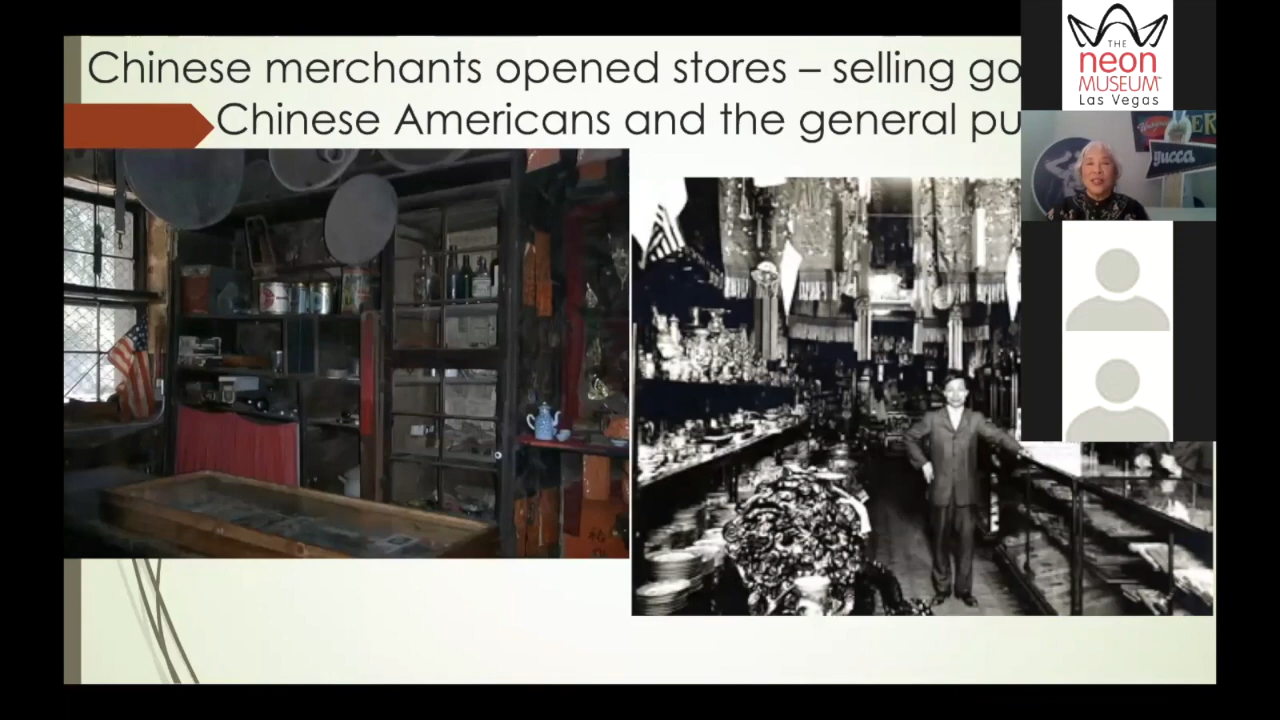 Chinese merchants opened stores – selling go
Chinese Americans and the general pu
THE
neon
MUSEUM
Las Vegas
yucca